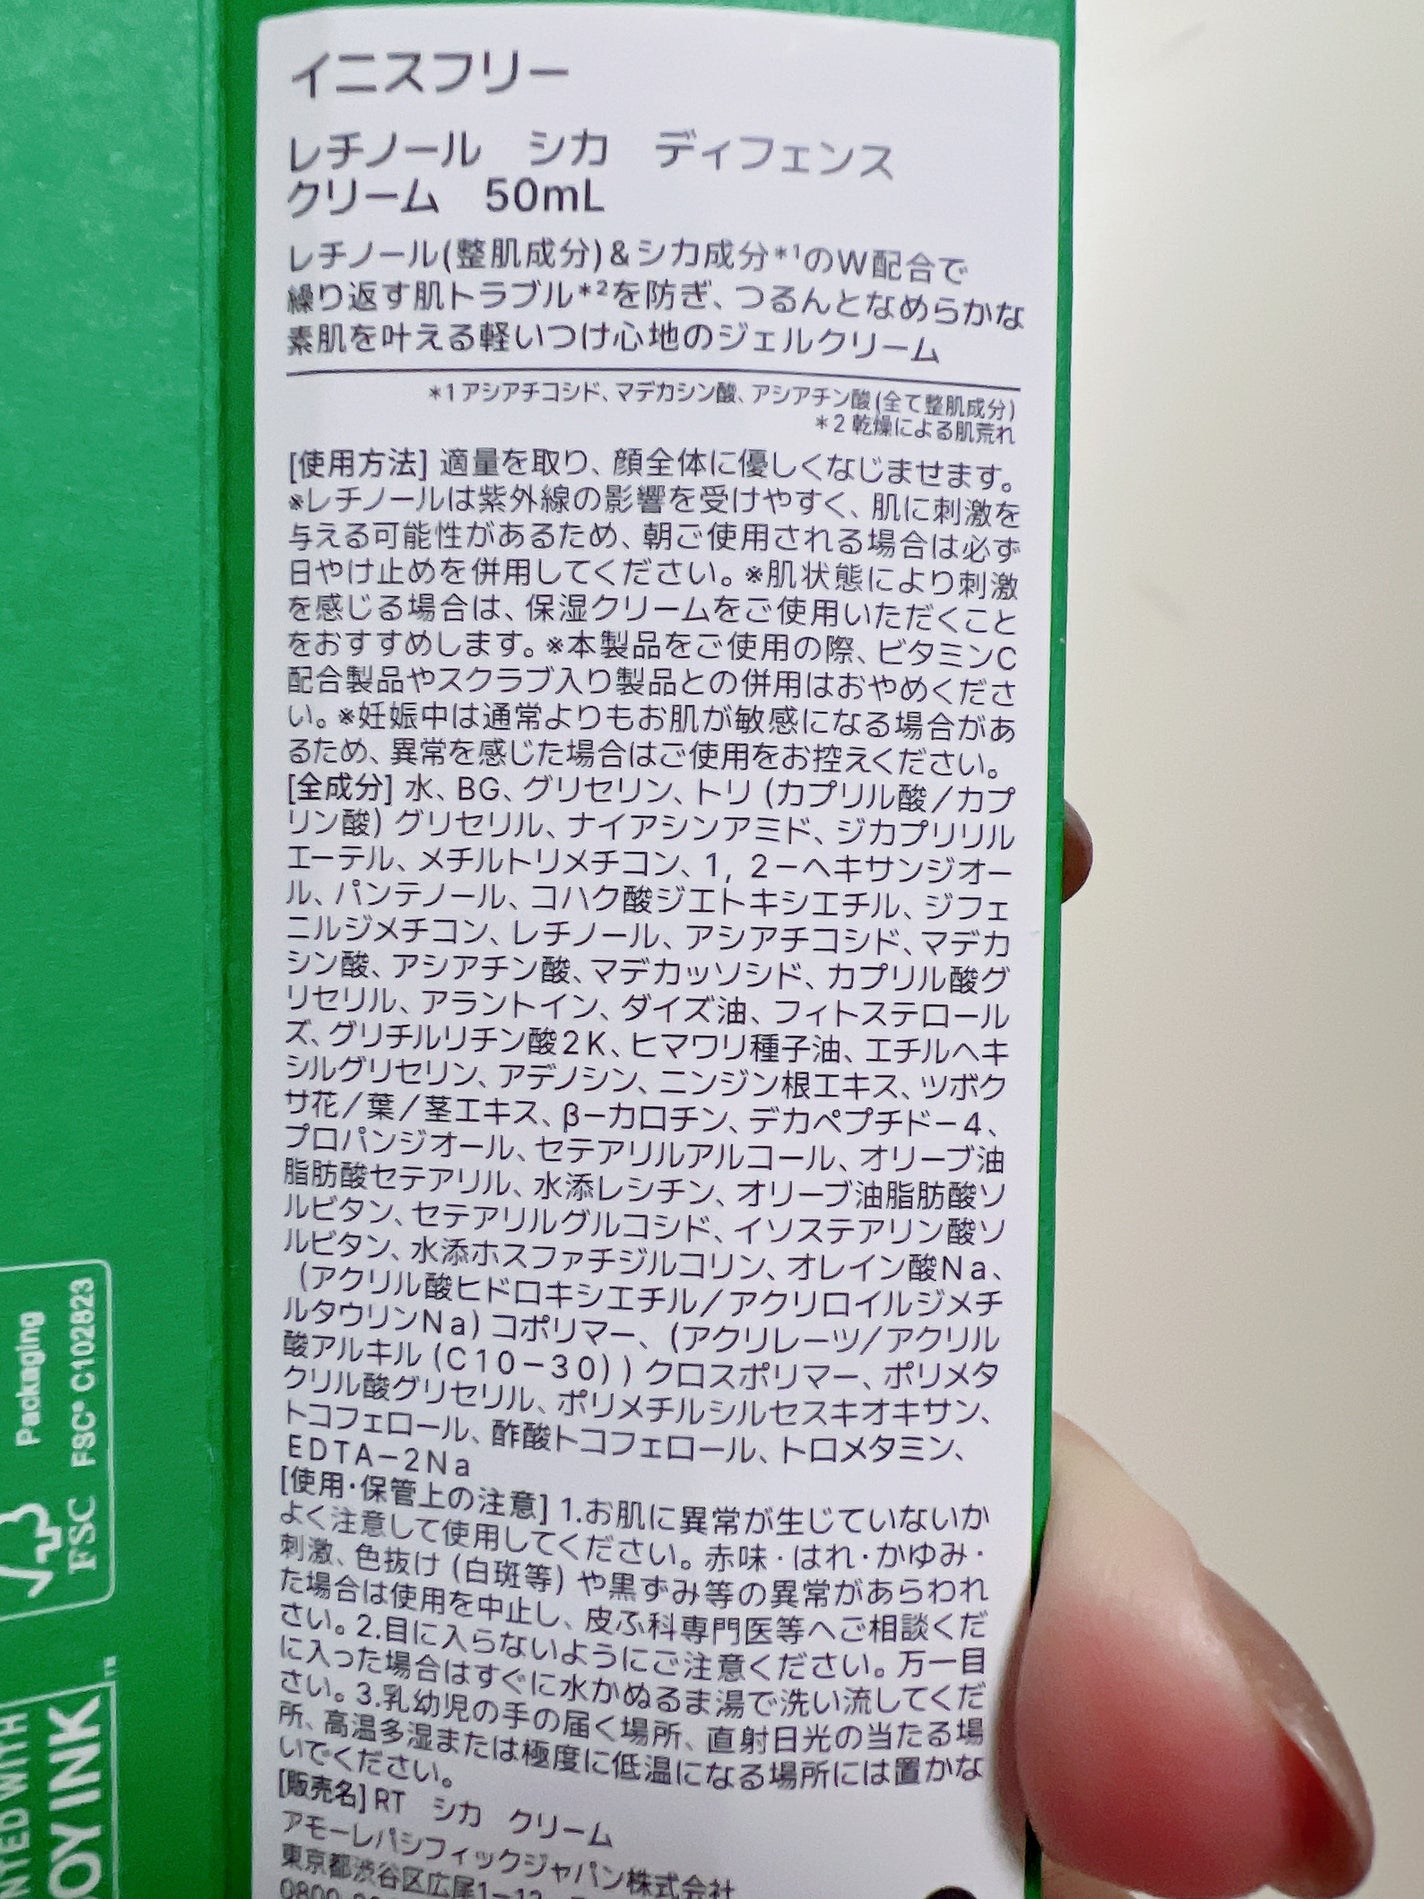 イニスフリー
レチノール シカ ディフェンス
クリーム 50mL
レチノール(整肌成分)&シカ成分*¹のW配合で
繰り返す肌トラブル*²を防ぎ、つるんとなめらかな
素肌を叶える軽いつけ心地のジェルクリーム
*1アシアチコシド、マデカシン酸、アシアチン酸(全て整肌成分)
*2 乾燥による肌荒れ
[使用方法] 適量を取り、顔全体に優しくなじませます。
※レチノールは紫外線の影響を受けやすく、肌に刺激を
与える可能性があるため、朝ご使用される場合は必ず
日やけ止めを併用してください。※肌状態により刺激
を感じる場合は、保湿クリームをご使用いただくこと
をおすすめします。※本製品をご使用の際、ビタミンC
配合製品やスクラブ入り製品との併用はおやめくださ
い。※妊娠中は通常よりもお肌が敏感になる場合があ
るため、異常を感じた場合はご使用をお控えください。
[全成分] 水、BG、グリセリン、トリ (カプリル酸/カプ
リン酸) グリセリル、ナイアシンアミド、ジカプリリル
エーテル、メチルトリメチコン、1, 2-ヘキサンジオー
ル、パンテノール、コハク酸ジエトキシエチル、ジフェ
ニルジメチコン、レチノール、アシアチコシド、マデカ
シン酸、アシアチン酸、マデカッソシド、カプリル酸グ
リセリル、アラントイン、ダイズ油、フィトステロール
ズ、グリチルリチン酸2K、ヒマワリ種子油、エチルヘキ
シルグリセリン、アデノシン、ニンジン根エキス、ツボク
サ花/葉/茎エキス、β-カロチン、デカペプチド-4、
プロパンジオール、セテアリルアルコール、オリーブ油
脂肪酸セテアリル、水添レシチン、オリーブ油脂肪酸ソ
ルビタン、セテアリルグルコシド、イソステアリン酸ソ
ルビタン、水添ホスファチジルコリン、オレイン酸Na、
(アクリル酸ヒドロキシエチル/アクリロイルジメチ
ルタウリンNa) コポリマー、(アクリレーツ/アクリル
酸アルキル (C10-30)) クロスポリマー、ポリメタ
クリル酸グリセリル、ポリメチルシルセスキオキサン、
トコフェロール、酢酸トコフェロール、トロメタミン、
EDTA-2Na
[使用・保管上の注意] 1.お肌に異常が生じていないか
よく注意して使用してください。赤味・はれ・かゆみ・
刺激、色抜け (白斑等) や黒ずみ等の異常があらわれ
た場合は使用を中止し、皮ふ科専門医等へご相談くだ
さい。2.目に入らないようにご注意ください。万一目
に入った場合はすぐに水かぬるま湯で洗い流してくだ
さい。3.乳幼児の手の届く場所、直射日光の当たる場
所、高温多湿または極度に低温になる場所には置かな
いでください。
[販売名] RT シカ クリーム
アモーレパシフィックジャパン株式会社
東京都渋谷区広尾1-12
0800
Packaging
FSC® C102823
FSC
NTED WITH
OY INK